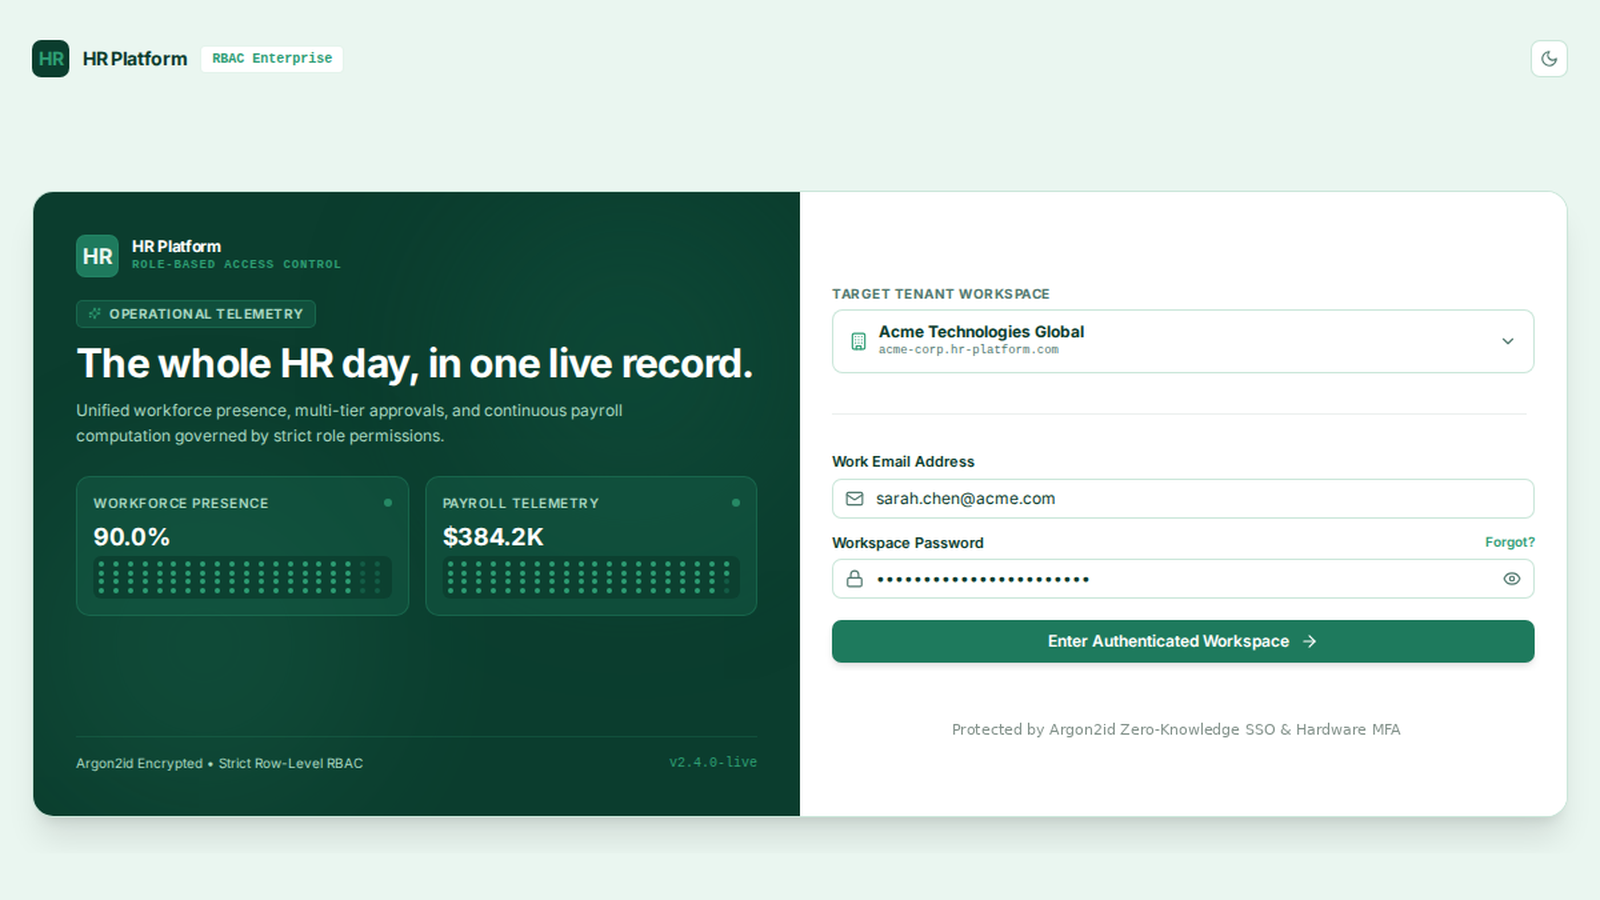 HR
HR Platform
RBAC Enterprise
HR
HR Platform
ROLE-BASED ACCESS CONTROL
OPERATIONAL TELEMETRY
The whole HR day, in one live record.
Unified workforce presence, multi-tier approvals, and continuous payroll
computation governed by strict role permissions.
WORKFORCE PRESENCE
90.0%
PAYROLL TELEMETRY
$384.2K
Argon2id Encrypted • Strict Row-Level RBAC
v2.4.0-live
TARGET TENANT WORKSPACE
Acme Technologies Global
acme-corp.hr-platform.com
Work Email Address
sarah.chen@acme.com
Workspace Password
Forgot?
•••••••••••••••••••••••
Enter Authenticated Workspace →
Protected by Argon2id Zero-Knowledge SSO & Hardware MFA